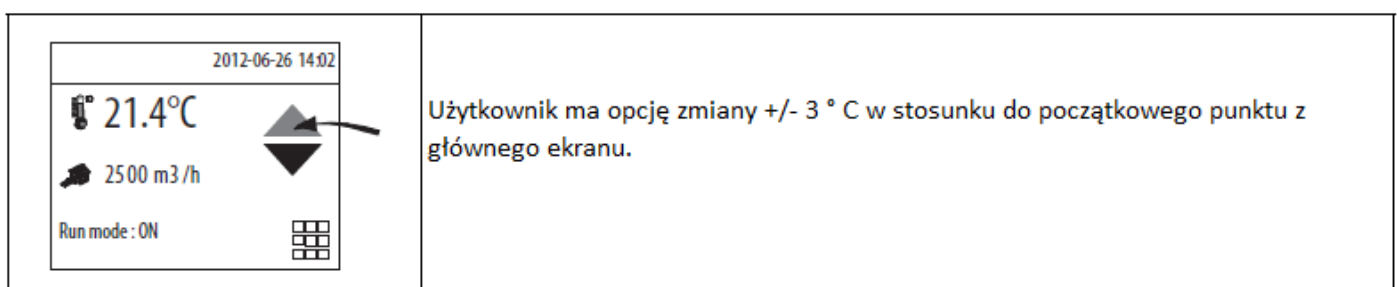 2012-06-26 14:02
21.4°C
2500 m3/h
Run mode : ON
Użytkownik ma opcję zmiany +/- 3 ° C w stosunku do początkowego punktu z
głównego ekranu.